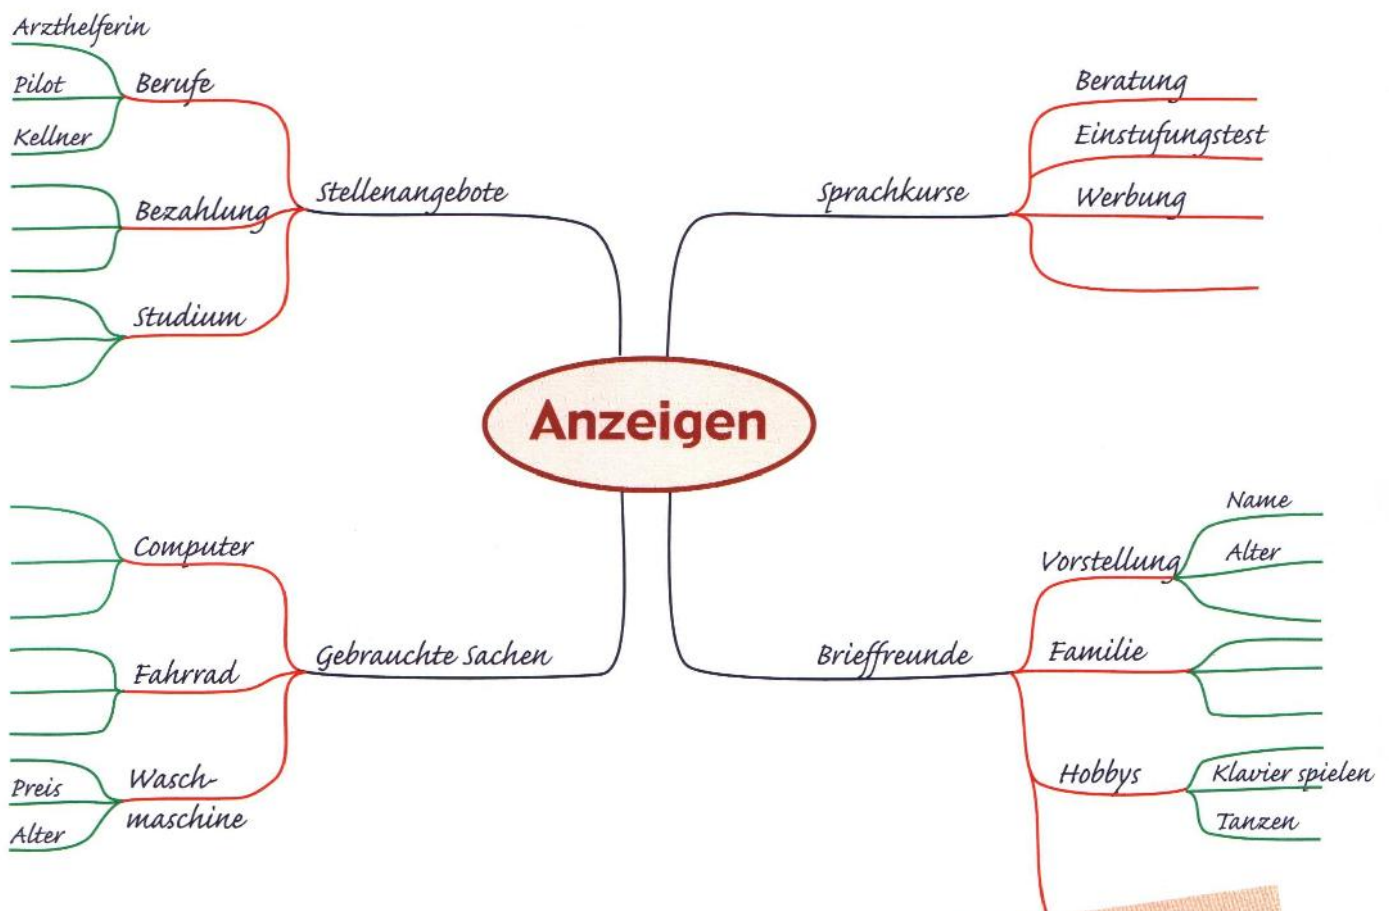 Arzthelferin
Pilot
Kellner
Berufe
Bezahlung
Studium
Stellenangebote
Sprachkurse
Beratung
Einstufungstest
Werbung
Anzeigen
Computer
Fahrrad
Preis
Alter
Wasch-
maschine
Gebrauchte Sachen
Brieffreunde
Vorstellung
Name
Alter
Familie
Hobbys
Klavier spielen
Tanzen